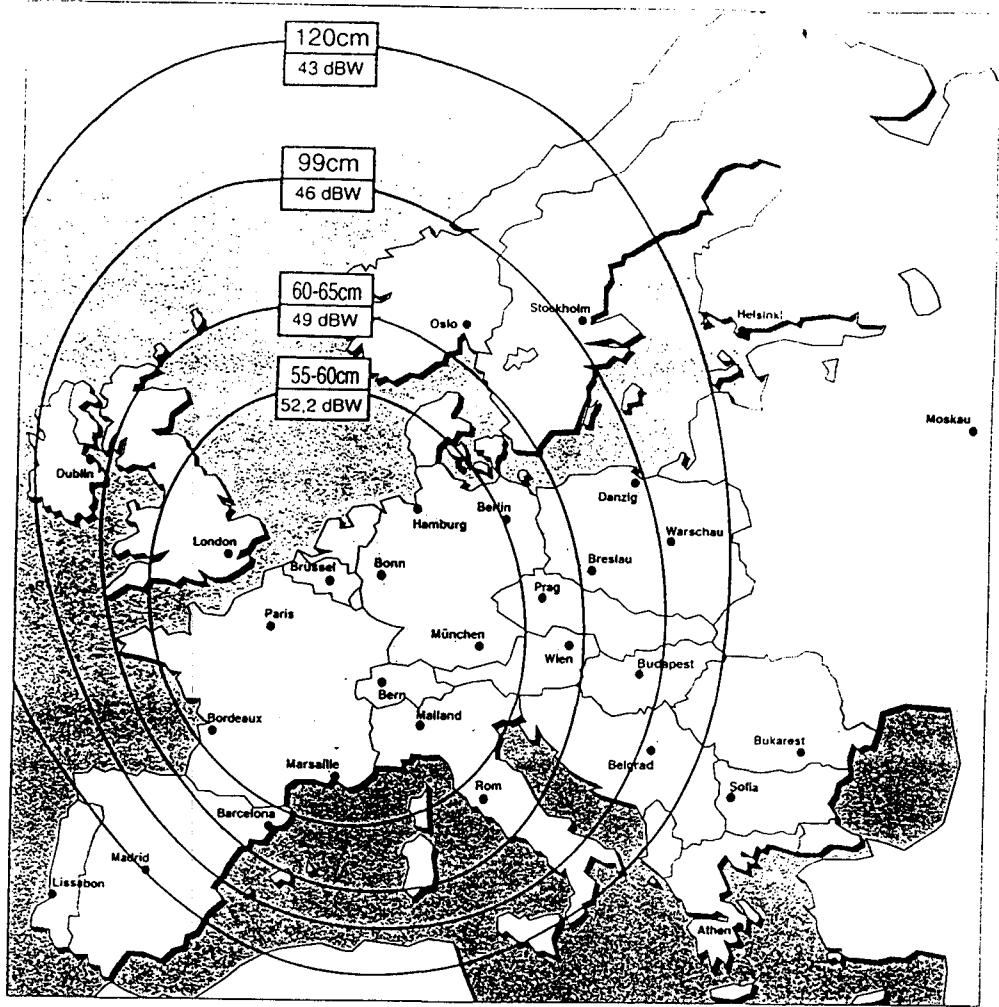 120cm
43 dBW
99cm
46 dBW
60-65cm
49 dBW
55-60cm
52,2 dBW
Oslo
Stockholm
Helsinki
Moskau
Dublin
Danzig
Hamburg
Berlin
London
Warschau
Brüssel
Bonn
Breslau
Prag
Paris
München
Wien
Budapest
Bern
Bordeaux
Mailand
Bukarest
Belgrad
Marsaille
Rom
Sofia
Barcelona
Madrid
Lissabon
Athen